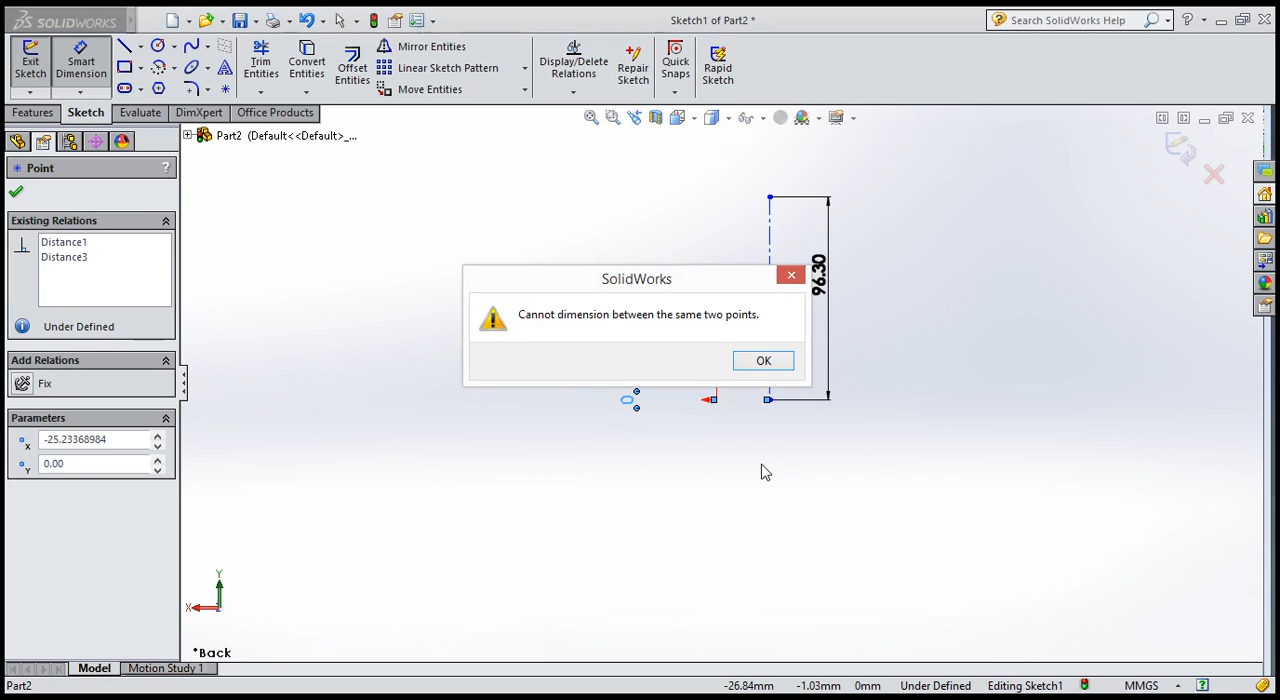 SOLIDWORKS
Sketch1 of Part2 *
Search SolidWorks Help
Exit Sketch
Smart Dimension
Trim Entities
Convert Entities
Offset Entities
Mirror Entities
Linear Sketch Pattern
Move Entities
Display/Delete Relations
Repair Sketch
Quick Snaps
Rapid Sketch
Features
Sketch
Evaluate
DimXpert
Office Products
Part2 (Default<<Default>_...
Point
?
Existing Relations
Distance1
Distance3
Under Defined
Add Relations
Fix
Parameters
X -25.23368984
Y 0.00
SolidWorks
Cannot dimension between the same two points.
OK
96.30
Y
X
*Back
Model
Motion Study 1
Part2
-26.84mm
-1.03mm
0mm
Under Defined
Editing Sketch1
MMGS
?